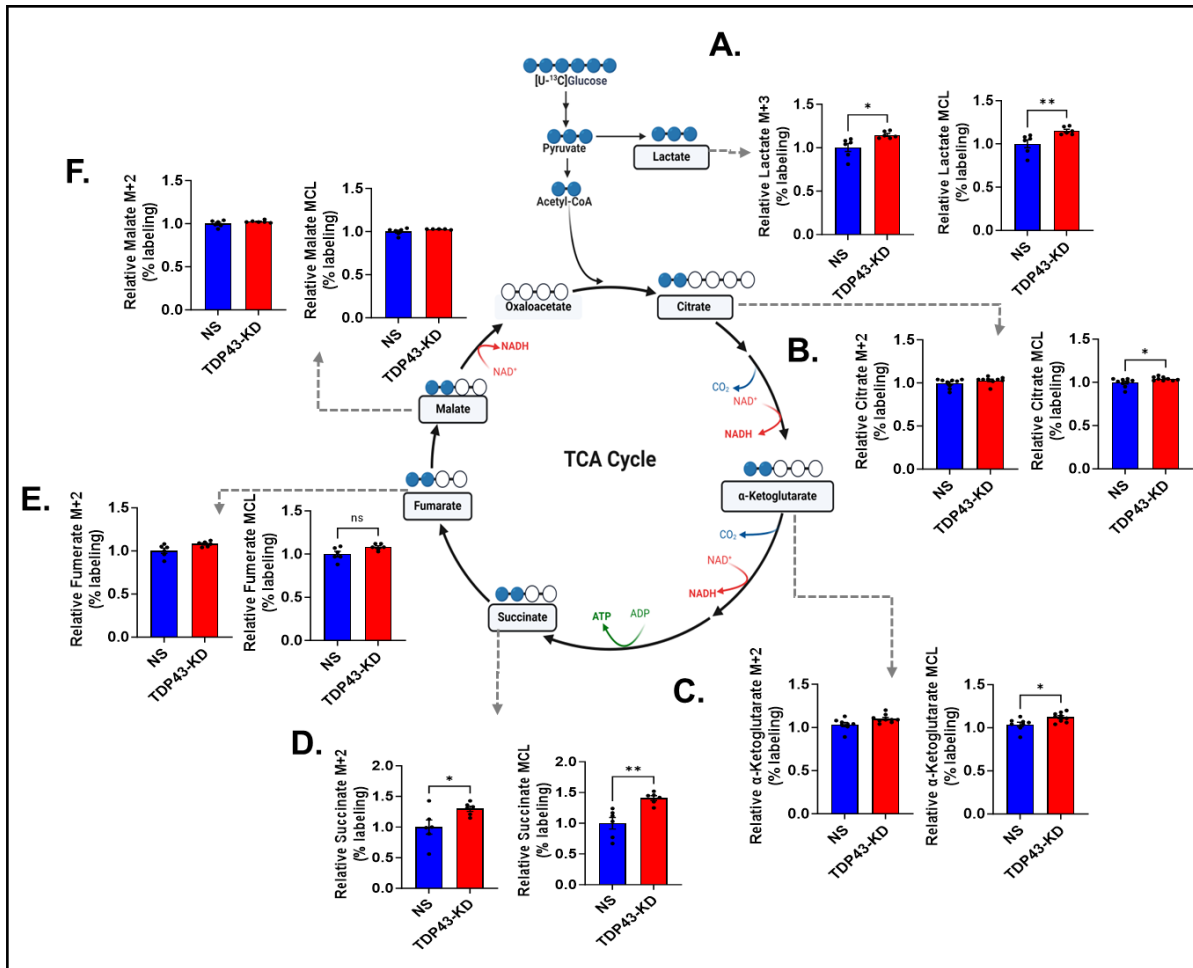 A.
[U-¹³C]Glucose
Pyruvate
Lactate
Acetyl-CoA
Oxaloacetate
Citrate
CO₂
NAD⁺
NADH
α-Ketoglutarate
CO₂
NAD⁺
NADH
ADP
ATP
Succinate
Fumarate
Malate
NAD⁺
NADH
TCA Cycle
Relative Lactate M+3
(% labeling)
1.5
1.0
0.5
0.0
*
NS
TDP43-KD
Relative Lactate MCL
(% labeling)
1.5
1.0
0.5
0.0
**
NS
TDP43-KD
B.
Relative Citrate M+2
(% labeling)
1.5
1.0
0.5
0.0
NS
TDP43-KD
Relative Citrate MCL
(% labeling)
1.5
1.0
0.5
0.0
*
NS
TDP43-KD
C.
Relative α-Ketoglutarate M+2
(% labeling)
1.5
1.0
0.5
0.0
NS
TDP43-KD
Relative α-Ketoglutarate MCL
(% labeling)
1.5
1.0
0.5
0.0
*
NS
TDP43-KD
D.
Relative Succinate M+2
(% labeling)
2.0
1.5
1.0
0.5
0.0
*
NS
TDP43-KD
Relative Succinate MCL
(% labeling)
2.0
1.5
1.0
0.5
0.0
**
NS
TDP43-KD
E.
Relative Fumerate M+2
(% labeling)
1.5
1.0
0.5
0.0
NS
TDP43-KD
Relative Fumerate MCL
(% labeling)
1.5
1.0
0.5
0.0
ns
NS
TDP43-KD
F.
Relative Malate M+2
(% labeling)
1.5
1.0
0.5
0.0
NS
TDP43-KD
Relative Malate MCL
(% labeling)
1.5
1.0
0.5
0.0
NS
TDP43-KD